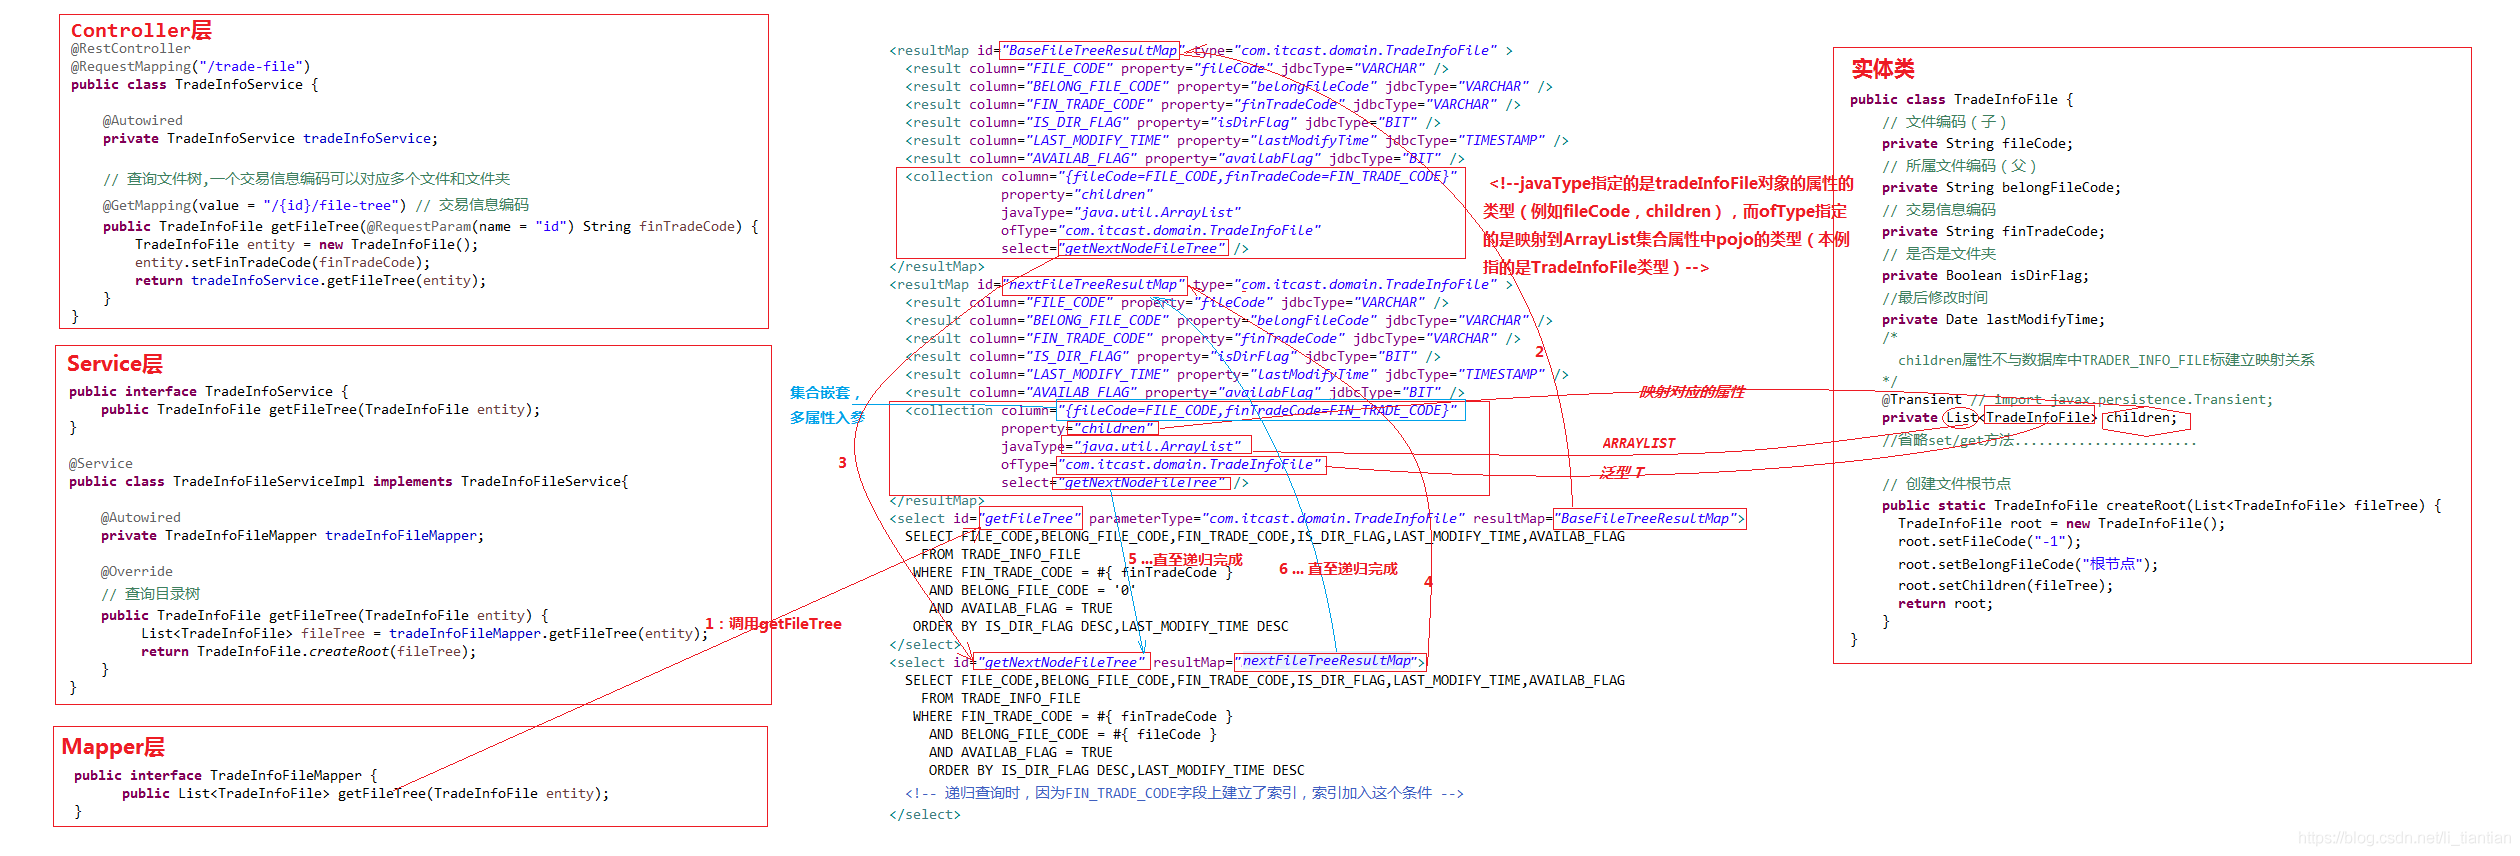 Controller层
@RestController
@RequestMapping("/trade-file")
public class TradeInfoService {
@Autowired
private TradeInfoService tradeInfoService;
// 查询文件树,一个交易信息编码可以对应多个文件和文件夹
@GetMapping(value = "/{id}/file-tree") // 交易信息编码
public TradeInfoFile getFileTree(@RequestParam(name = "id") String finTradeCode) {
TradeInfoFile entity = new TradeInfoFile();
entity.setFinTradeCode(finTradeCode);
return tradeInfoService.getFileTree(entity);
}
}
Service层
public interface TradeInfoService {
public TradeInfoFile getFileTree(TradeInfoFile entity);
}
@Service
public class TradeInfoFileServiceImpl implements TradeInfoFileService{
@Autowired
private TradeInfoFileMapper tradeInfoFileMapper;
@Override
// 查询目录树
public TradeInfoFile getFileTree(TradeInfoFile entity) {
List<TradeInfoFile> fileTree = tradeInfoFileMapper.getFileTree(entity);
return TradeInfoFile.createRoot(fileTree);
}
}
Mapper层
public interface TradeInfoFileMapper {
public List<TradeInfoFile> getFileTree(TradeInfoFile entity);
}
1：调用getFileTree
<resultMap id="BaseFileTreeResultMap" type="com.itcast.domain.TradeInfoFile" >
<result column="FILE_CODE" property="fileCode" jdbcType="VARCHAR" />
<result column="BELONG_FILE_CODE" property="belongFileCode" jdbcType="VARCHAR" />
<result column="FIN_TRADE_CODE" property="finTradeCode" jdbcType="VARCHAR" />
<result column="IS_DIR_FLAG" property="isDirFlag" jdbcType="BIT" />
<result column="LAST_MODIFY_TIME" property="lastModifyTime" jdbcType="TIMESTAMP" />
<result column="AVAILAB_FLAG" property="availabFlag" jdbcType="BIT" />
<collection column="{fileCode=FILE_CODE,finTradeCode=FIN_TRADE_CODE}"
property="children"
javaType="java.util.ArrayList"
ofType="com.itcast.domain.TradeInfoFile"
select="getNextNodeFileTree" />
</resultMap>
<resultMap id="nextFileTreeResultMap" type="com.itcast.domain.TradeInfoFile" >
<result column="FILE_CODE" property="fileCode" jdbcType="VARCHAR" />
<result column="BELONG_FILE_CODE" property="belongFileCode" jdbcType="VARCHAR" />
<result column="FIN_TRADE_CODE" property="finTradeCode" jdbcType="VARCHAR" />
<result column="IS_DIR_FLAG" property="isDirFlag" jdbcType="BIT" />
<result column="LAST_MODIFY_TIME" property="lastModifyTime" jdbcType="TIMESTAMP" />
<result column="AVAILAB_FLAG" property="availabFlag" jdbcType="BIT" />
<collection column="{fileCode=FILE_CODE,finTradeCode=FIN_TRADE_CODE}"
property="children"
javaType="java.util.ArrayList"
ofType="com.itcast.domain.TradeInfoFile"
select="getNextNodeFileTree" />
</resultMap>
<select id="getFileTree" parameterType="com.itcast.domain.TradeInfoFile" resultMap="BaseFileTreeResultMap">
SELECT FILE_CODE,BELONG_FILE_CODE,FIN_TRADE_CODE,IS_DIR_FLAG,LAST_MODIFY_TIME,AVAILAB_FLAG
FROM TRADE_INFO_FILE
WHERE FIN_TRADE_CODE = #{ finTradeCode }
AND BELONG_FILE_CODE = '0'
AND AVAILAB_FLAG = TRUE
ORDER BY IS_DIR_FLAG DESC,LAST_MODIFY_TIME DESC
</select>
<select id="getNextNodeFileTree" resultMap="nextFileTreeResultMap">
SELECT FILE_CODE,BELONG_FILE_CODE,FIN_TRADE_CODE,IS_DIR_FLAG,LAST_MODIFY_TIME,AVAILAB_FLAG
FROM TRADE_INFO_FILE
WHERE FIN_TRADE_CODE = #{ finTradeCode }
AND BELONG_FILE_CODE = #{ fileCode }
AND AVAILAB_FLAG = TRUE
ORDER BY IS_DIR_FLAG DESC,LAST_MODIFY_TIME DESC
<!-- 递归查询时，因为FIN_TRADE_CODE字段上建立了索引，索引加入这个条件 -->
</select>
集合嵌套，
多属性入参
3
2
5 ...直至递归完成
6 ... 直至递归完成
4
<!--javaType指定的是tradeInfoFile对象的属性的
类型（例如fileCode，children），而ofType指定
的是映射到ArrayList集合属性中pojo的类型（本例
指的是TradeInfoFile类型）-->
映射对应的属性
ARRAYLIST
泛型 T
实体类
public class TradeInfoFile {
// 文件编码（子）
private String fileCode;
// 所属文件编码（父）
private String belongFileCode;
// 交易信息编码
private String finTradeCode;
// 是否是文件夹
private Boolean isDirFlag;
//最后修改时间
private Date lastModifyTime;
/*
children属性不与数据库中TRADER_INFO_FILE标建立映射关系
*/
@Transient // import javax.persistence.Transient;
private List<TradeInfoFile> children;
//省略set/get方法.......................
// 创建文件根节点
public static TradeInfoFile createRoot(List<TradeInfoFile> fileTree) {
TradeInfoFile root = new TradeInfoFile();
root.setFileCode("-1");
root.setBelongFileCode("根节点");
root.setChildren(fileTree);
return root;
}
}
https://blog.csdn.net/li_tiantian